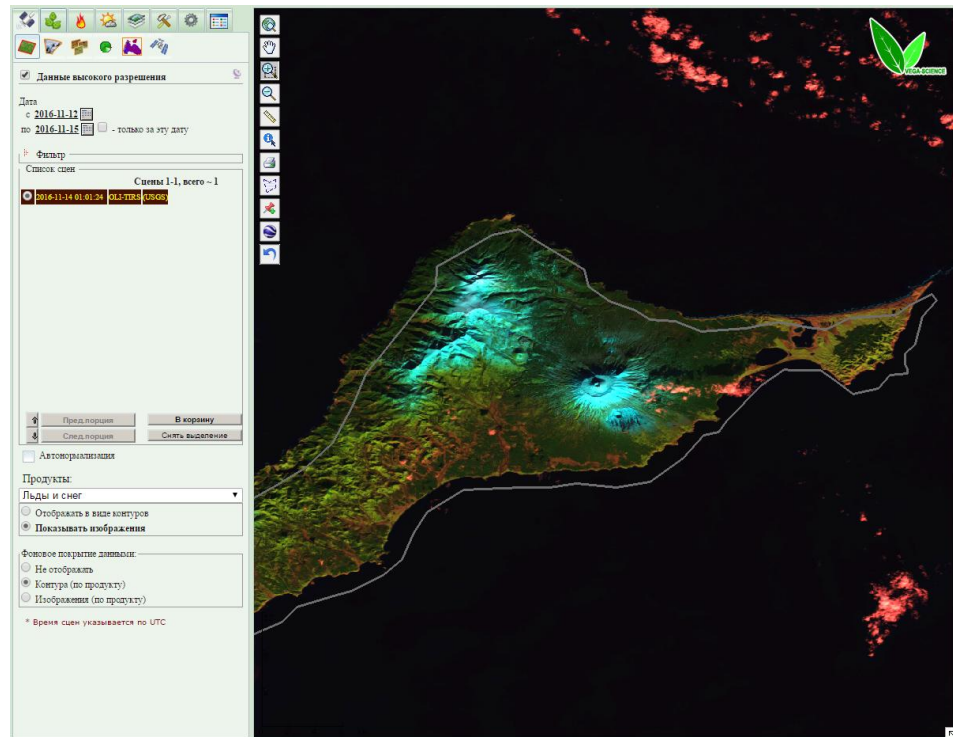 Данные высокого разрешения
Дата
с 2016-11-12
по 2016-11-15 - только за эту дату
Фильтр
Список сцен
Сцены 1-1, всего ~ 1
2016-11-14 01:01:24 OLI-TIRS (USGS)
Пред.порция В корзину
След.порция Снять выделение
Автонормализация
Продукты:
Льды и снег
Отображать в виде контуров
Показывать изображения
Фоновое покрытие данными:
Не отображать
Контура (по продукту)
Изображения (по продукту)
* Время сцен указывается по UTC
VEGA-SCIENCE